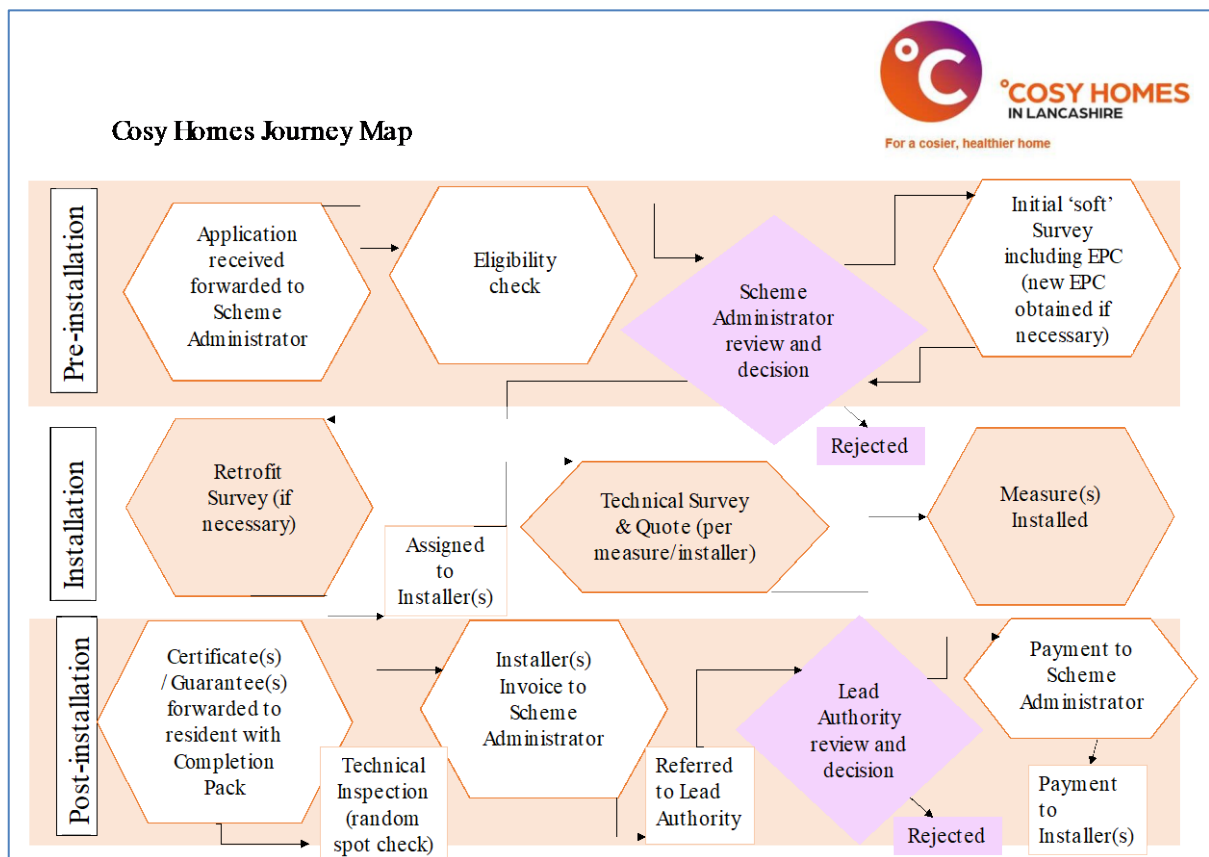 °C
°COSY HOMES
IN LANCASHIRE
For a cosier, healthier home
Cosy Homes Journey Map
Pre-installation
Application
received
forwarded to
Scheme
Administrator
Eligibility
check
Scheme
Administrator
review and
decision
Initial ‘soft’
Survey
including EPC
(new EPC
obtained if
necessary)
Rejected
Installation
Retrofit
Survey (if
necessary)
Assigned
to
Installer(s)
Technical Survey
& Quote (per
measure/installer)
Measure(s)
Installed
Post-installation
Certificate(s)
/ Guarantee(s)
forwarded to
resident with
Completion
Pack
Technical
Inspection
(random
spot check)
Installer(s)
Invoice to
Scheme
Administrator
Referred
to Lead
Authority
Lead
Authority
review and
decision
Rejected
Payment to
Scheme
Administrator
Payment
to
Installer(s)